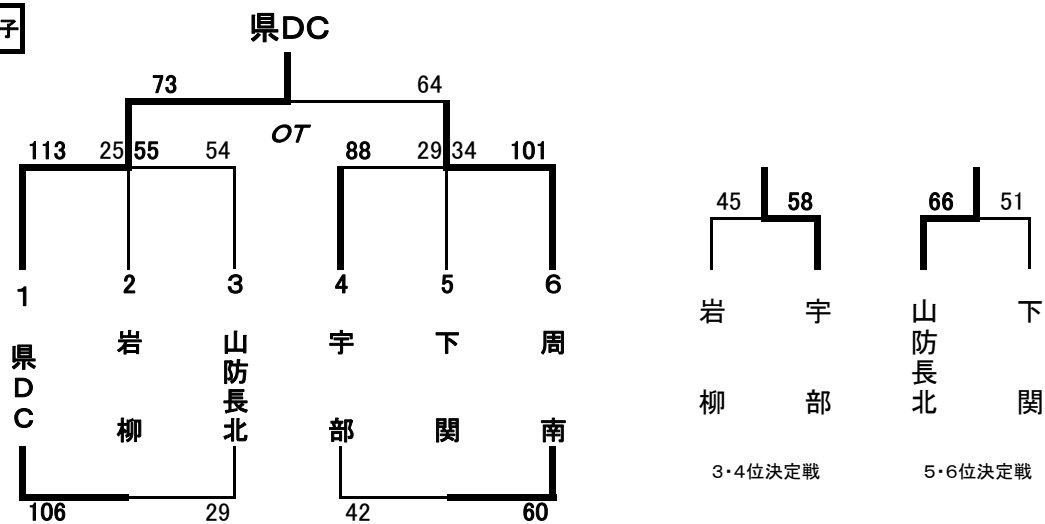 子
県DC
73 64
OT
113 25 55 54 88 29 34 101
45 58 66 51
1 2 3 4 5 6
県DC
岩柳
山防長北
宇部
下関
周南
岩柳
宇部
山防長北
下関
3・4位決定戦 5・6位決定戦
106 29 42 60